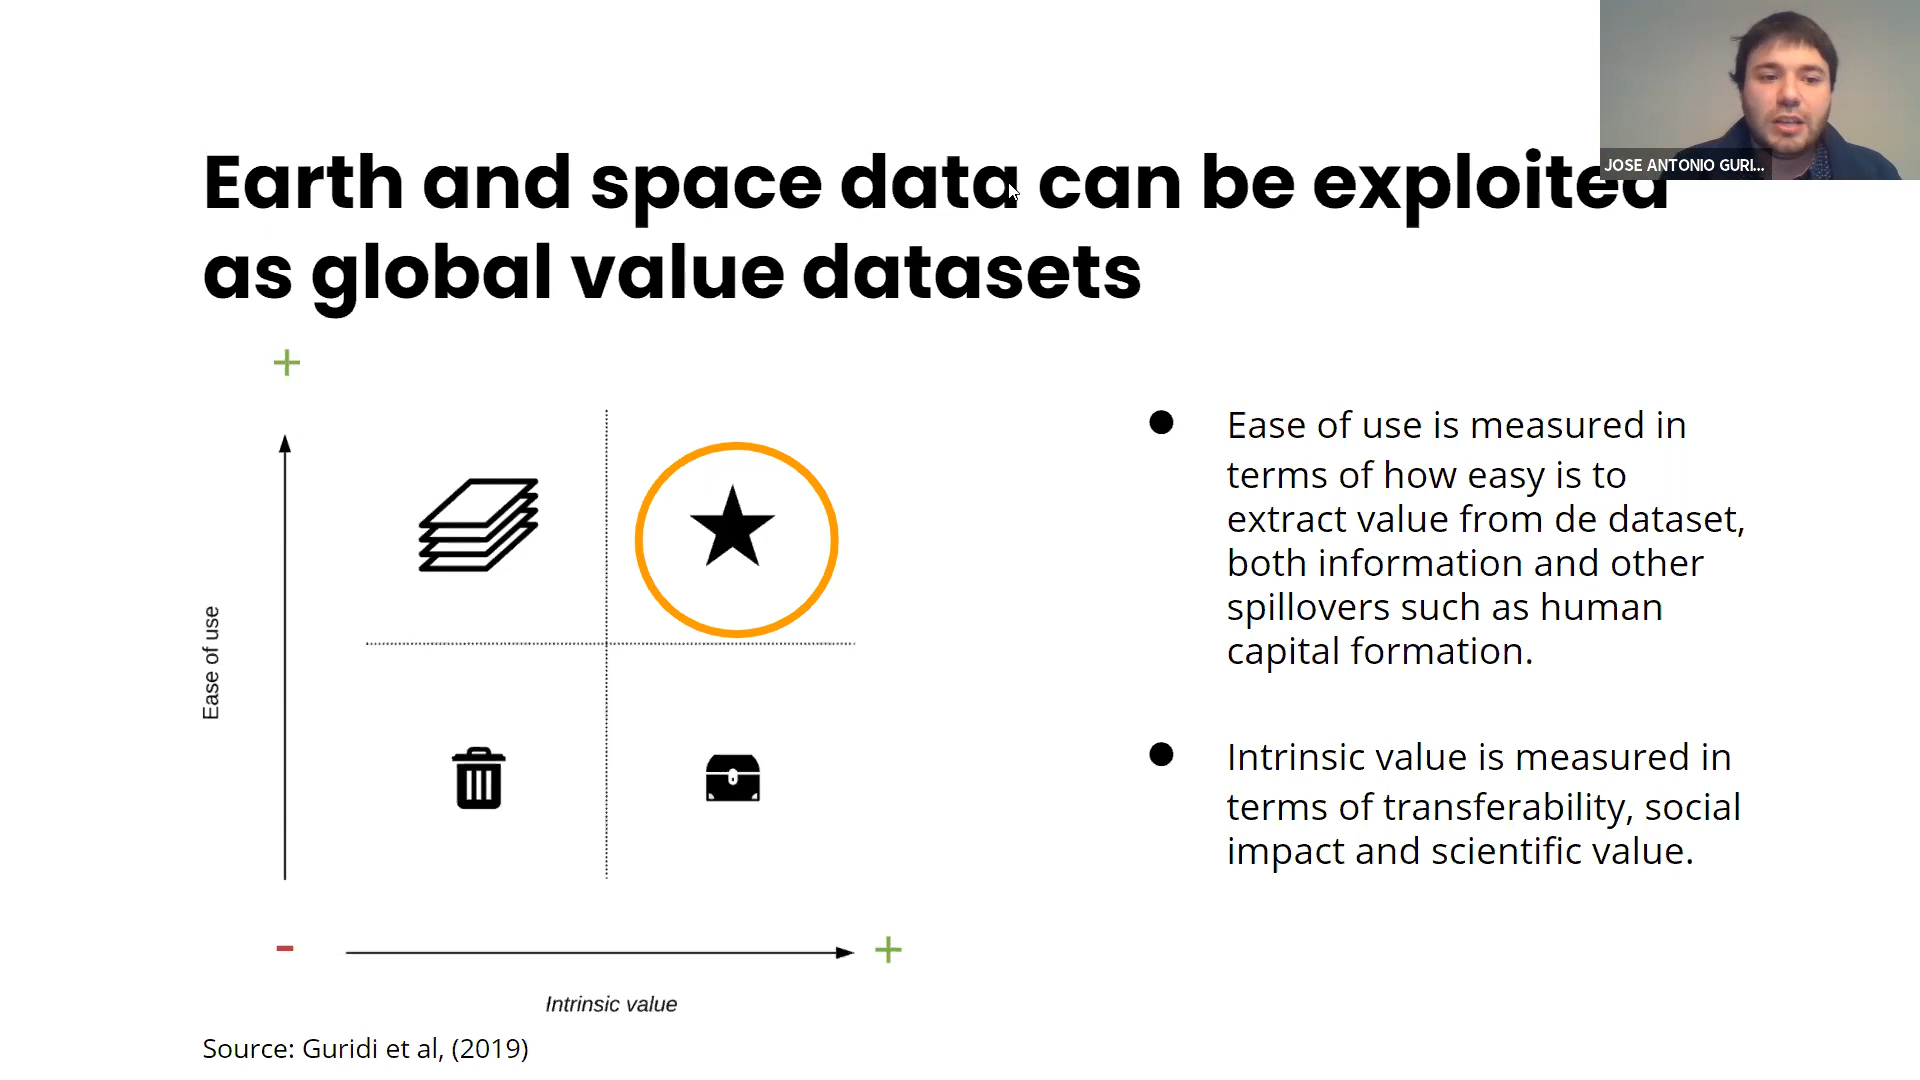 JOSE ANTONIO GURI...
Earth and space data can be exploited
as global value datasets
+
Ease of use
-
+
Intrinsic value
Source: Guridi et al, (2019)
● Ease of use is measured in
terms of how easy is to
extract value from de dataset,
both information and other
spillovers such as human
capital formation.
● Intrinsic value is measured in
terms of transferability, social
impact and scientific value.